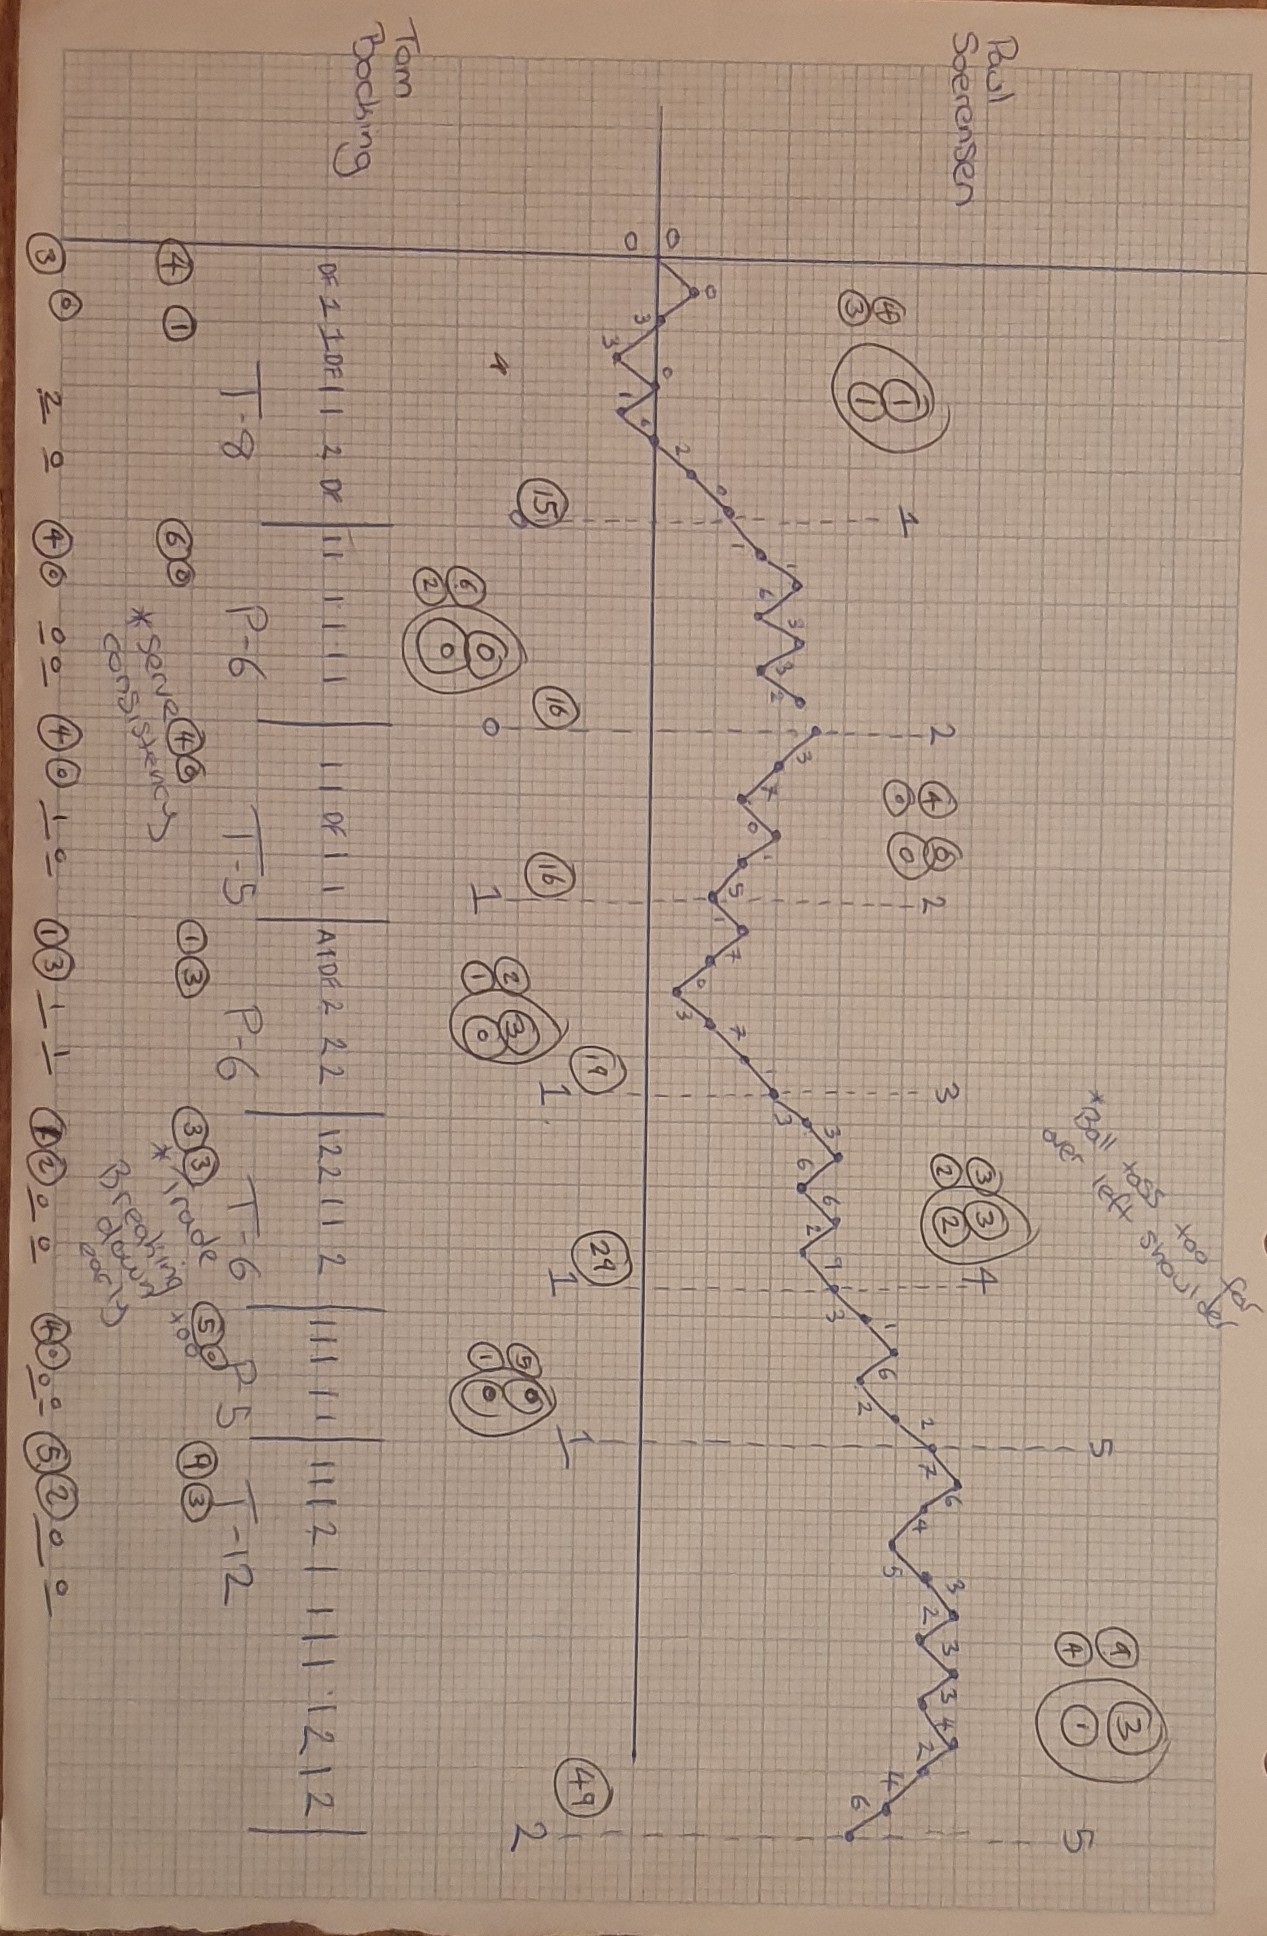 *Ball toss too far
over left shoulder
5
9 3
4 1
5
Paul
Soerensen
3 3 4
2 2
3
2
4 0 2
0 0
1
4 1
3 1
0
0
0 3 3 0 1 6 2 0 1 1 6 3 3 2
3 7 0 1 5 1 7 0 3 7 1 3 3 6 6 2 9 3 1 6 2 2 7 6 4 5 3 2 3 3 4 2 4 6
15
0
16
0
16
1
19
1
29
1
1
49
2
4
6 0
2 0
2 3
1 0
5 0
1 0
Tom
Bocking
DF 1 1 DF 1 1 2 DF | 1 1 1 1 1 1 | 1 1 DF 1 1 | A 1 DF 2 2 2 | 1 2 2 1 1 2 | 1 1 1 1 1 | 1 1 1 2 1 1 1 1 1 2 1 2
T-8 P-6 T-5 P-6 T-6 P-5 T-12
4 1 6 0 4 0 1 3 3 3 5 0 9 3
*serve
consistency
*Trade
Breaking
down too
early
3 0 2 0 4 0 0 0 4 0 1 0 1 3 1 1 1 2 0 0 4 0 0 0 5 2 0 0